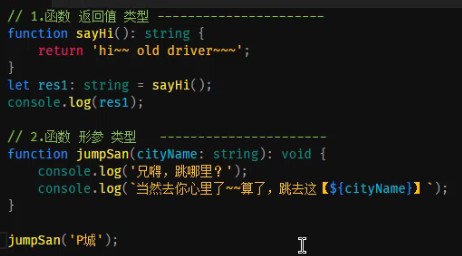 // 1.函数 返回值 类型 ---------------------
function sayHi(): string {
return 'hi~~ old driver~~~';
}
let res1: string = sayHi();
console.log(res1);
// 2.函数 形参 类型 ---------------------
function jumpSan(cityName: string): void {
console.log('兄嘚，跳哪里？');
console.log(`当然去你心里了~~算了，跳去这【${cityName}】`);
}
jumpSan('P城');